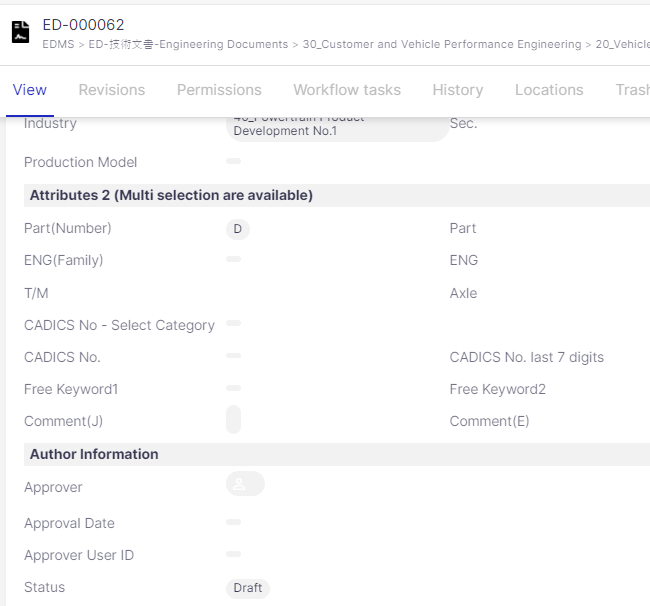 ED-000062
EDMS > ED-技術文書-Engineering Documents > 30_Customer and Vehicle Performance Engineering > 20_Vehicle
View Revisions Permissions Workflow tasks History Locations Trash
Industry 40_Powertrain Product Development No.1 Sec.
Production Model
Attributes 2 (Multi selection are available)
Part(Number) D Part
ENG(Family) ENG
T/M Axle
CADICS No - Select Category
CADICS No. CADICS No. last 7 digits
Free Keyword1 Free Keyword2
Comment(J) Comment(E)
Author Information
Approver
Approval Date
Approver User ID
Status Draft